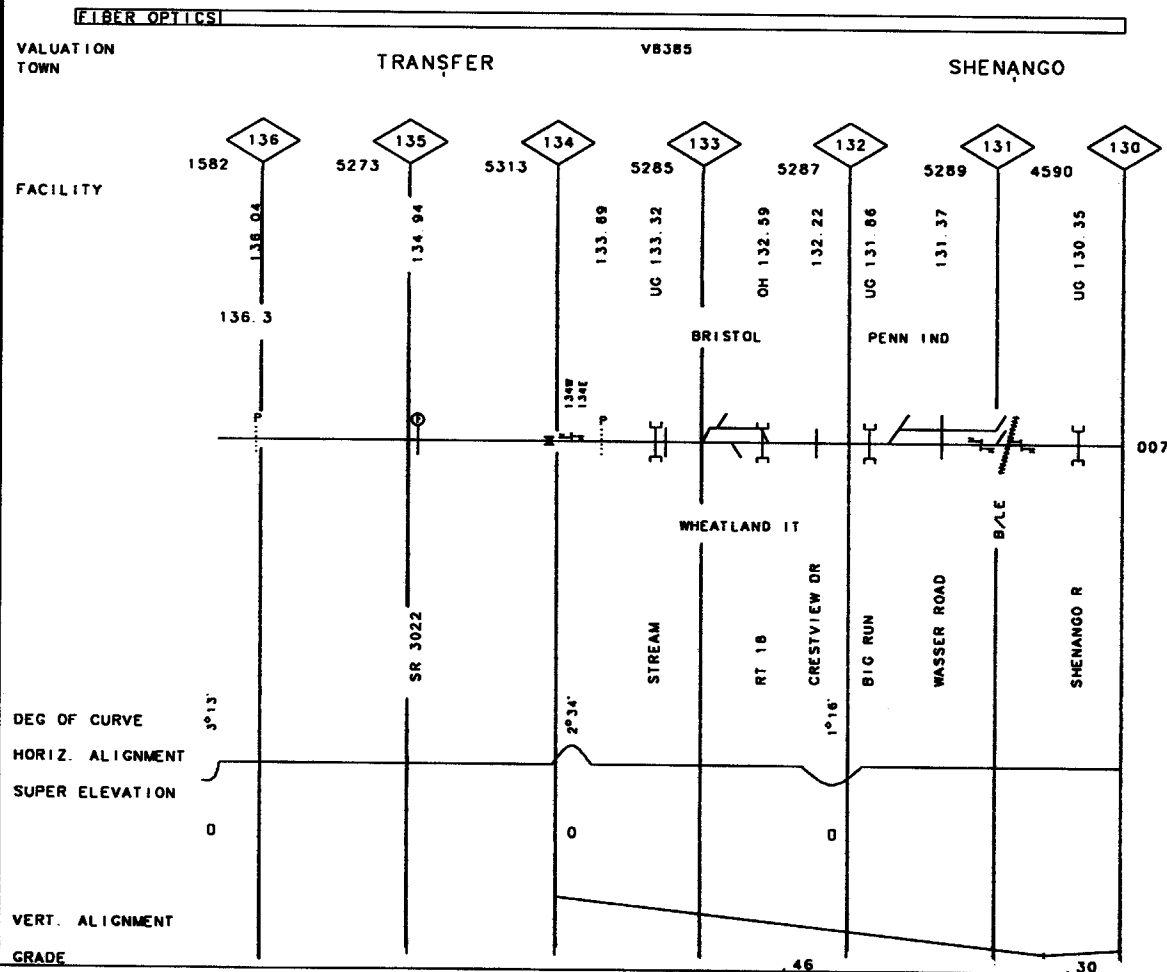 FIBER OPTICS
VALUATION V8385
TOWN TRANSFER SHENANGO
136 135 134 133 132 131 130
1582 5273 5313 5285 5287 5289 4590
FACILITY
136.04 134.94 133.69 UG 133.32 OH 132.59 132.22 UG 131.86 131.37 UG 130.35
136.3
BRISTOL PENN IND
134W
134E
P P P
007
WHEATLAND IT B/LE
SR 3022 STREAM RT 18 CRESTVIEW DR BIG RUN WASSER ROAD SHENANGO R
DEG OF CURVE 3°13' 2°34' 1°16'
HORIZ. ALIGNMENT
SUPER ELEVATION
0 0 0
VERT. ALIGNMENT
GRADE .46 .30